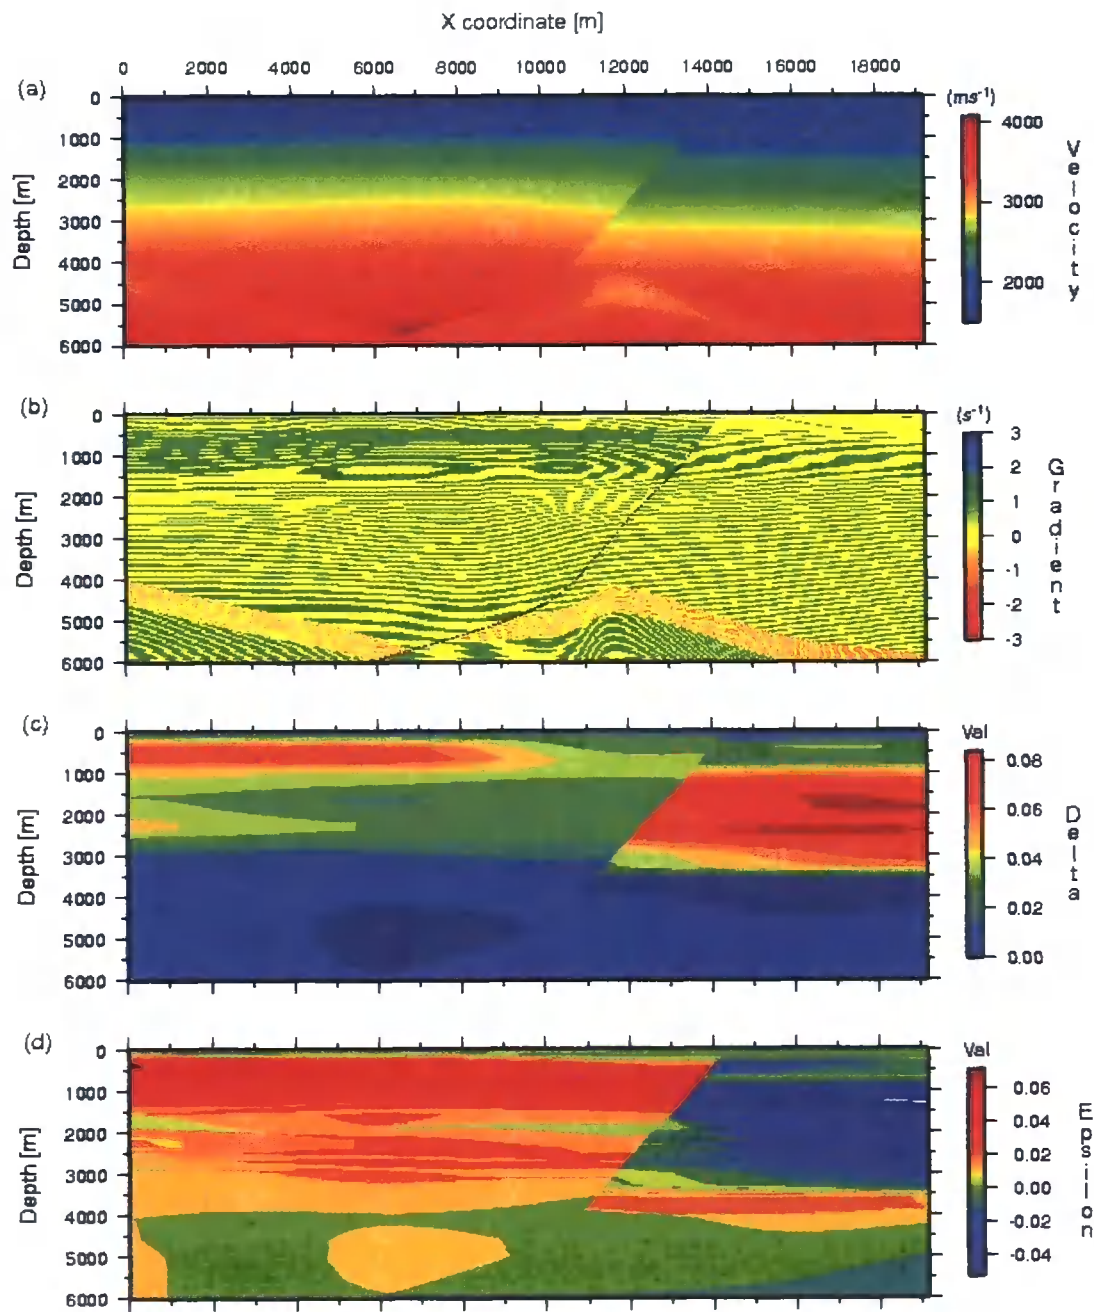 X coordinate [m]
0 2000 4000 6000 8000 10000 12000 14000 16000 18000
(a)
Depth [m]
0
1000
2000
3000
4000
5000
6000
(ms⁻¹)
4000
3000
2000
Velocity
(b)
Depth [m]
0
1000
2000
3000
4000
5000
6000
(s⁻¹)
3
2
1
0
-1
-2
-3
Gradient
(c)
Depth [m]
0
1000
2000
3000
4000
5000
6000
Val
0.08
0.06
0.04
0.02
0.00
Delta
(d)
Depth [m]
0
1000
2000
3000
4000
5000
6000
Val
0.06
0.04
0.02
0.00
-0.02
-0.04
Epsilon